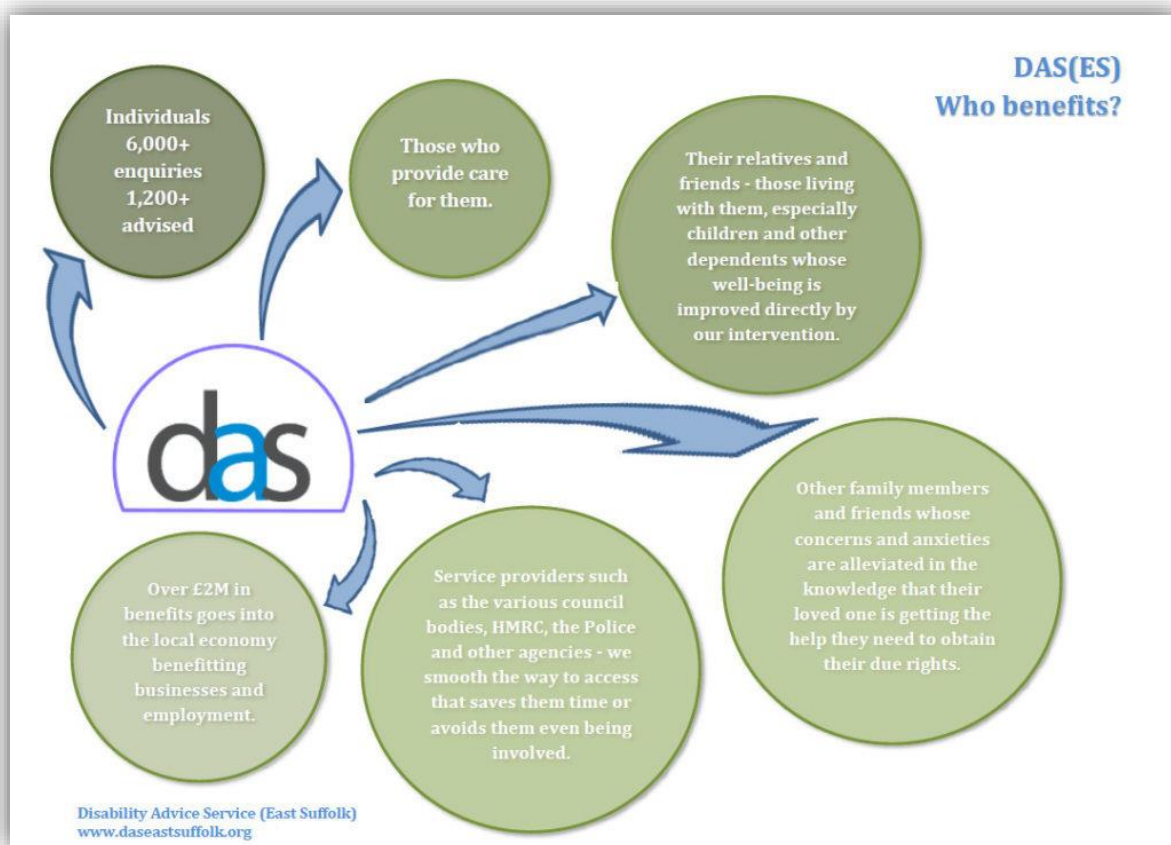 DAS(ES)
Who benefits?
Individuals
6,000+
enquiries
1,200+
advised
Those who
provide care
for them.
Their relatives and
friends - those living
with them, especially
children and other
dependents whose
well-being is
improved directly by
our intervention.
das
Other family members
and friends whose
concerns and anxieties
are alleviated in the
knowledge that their
loved one is getting the
help they need to obtain
their due rights.
Service providers such
as the various council
bodies, HMRC, the Police
and other agencies - we
smooth the way to access
that saves them time or
avoids them even being
involved.
Over £2M in
benefits goes into
the local economy
benefitting
businesses and
employment.
Disability Advice Service (East Suffolk)
www.daseastsuffolk.org